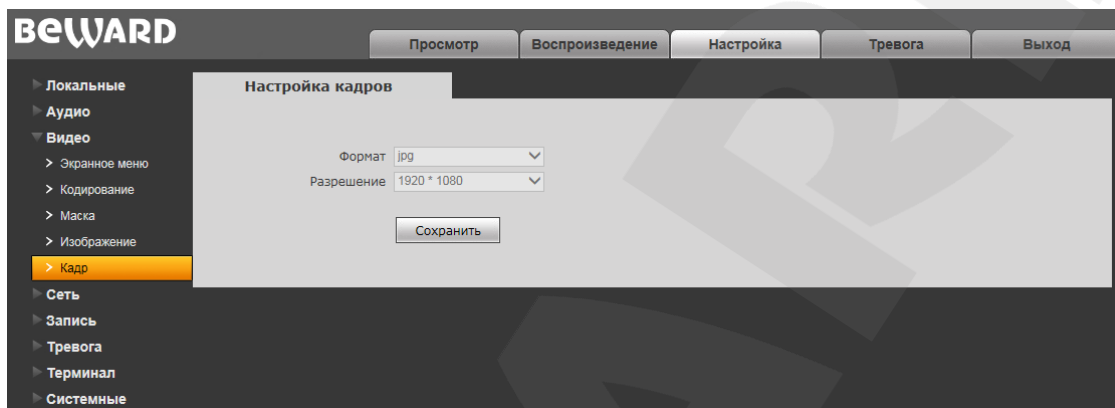 BEWARD
Просмотр Воспроизведение Настройка Тревога Выход
Локальные
Аудио
Видео
Экранное меню
Кодирование
Маска
Изображение
Кадр
Сеть
Запись
Тревога
Терминал
Системные
Настройка кадров
Формат jpg
Разрешение 1920 * 1080
Сохранить